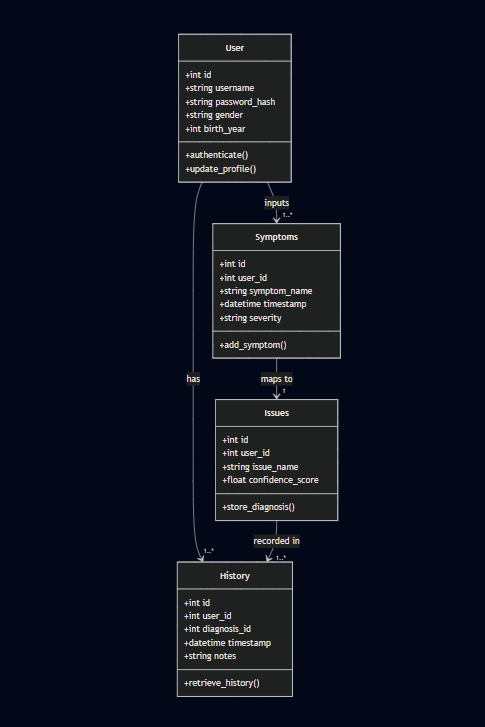 User
+int id
+string username
+string password_hash
+string gender
+int birth_year
+authenticate()
+update_profile()
inputs
1..*
Symptoms
+int id
+int user_id
+string symptom_name
+datetime timestamp
+string severity
+add_symptom()
has
maps to
1
Issues
+int id
+int user_id
+string issue_name
+float confidence_score
+store_diagnosis()
recorded in
1..*
1..*
History
+int id
+int user_id
+int diagnosis_id
+datetime timestamp
+string notes
+retrieve_history()